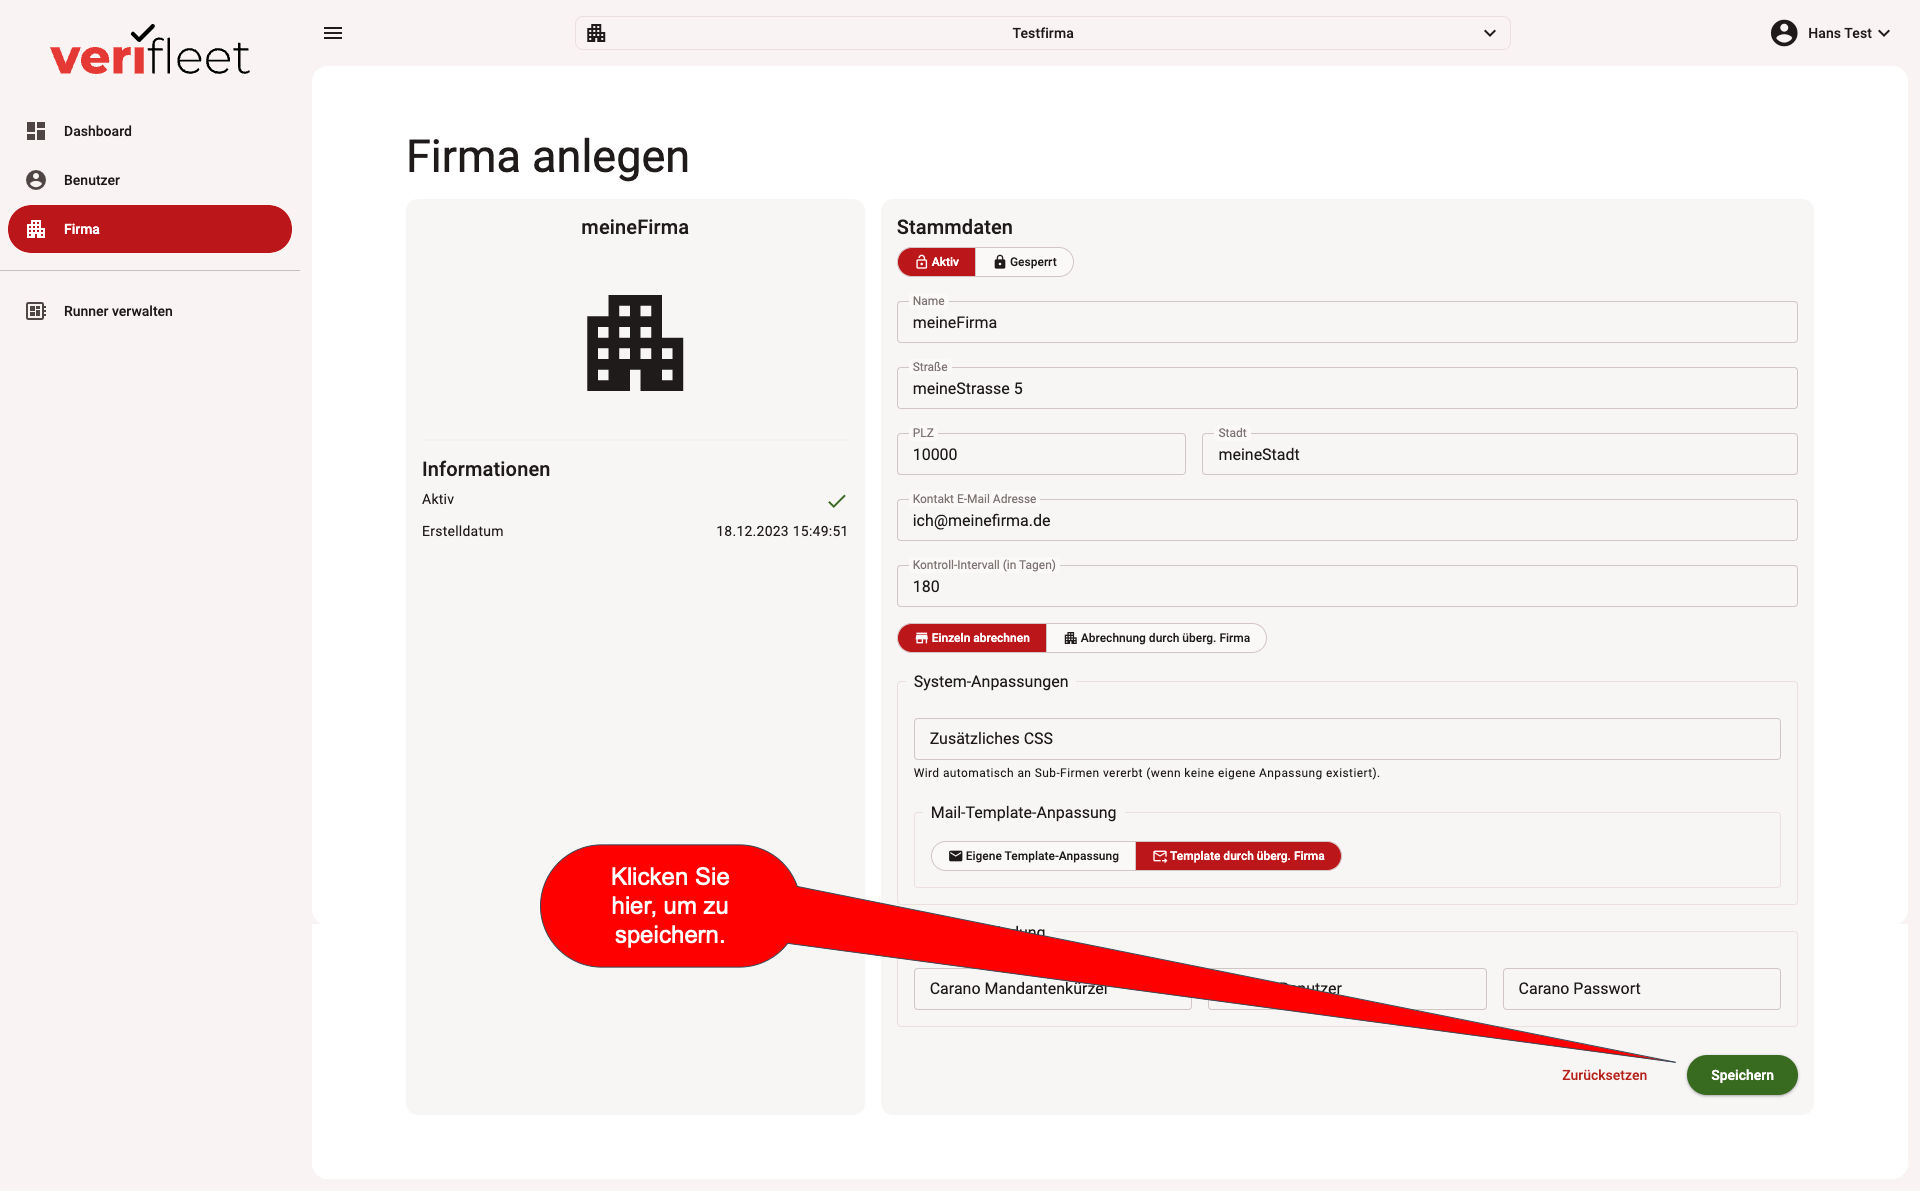 verifleet
Testfirma
Hans Test
Dashboard
Benutzer
Firma
Runner verwalten
Firma anlegen
meineFirma
Informationen
Aktiv
Erstelldatum 18.12.2023 15:49:51
Stammdaten
Aktiv Gesperrt
Name
meineFirma
Straße
meineStrasse 5
PLZ
10000
Stadt
meineStadt
Kontakt E-Mail Adresse
ich@meinefirma.de
Kontroll-Intervall (in Tagen)
180
Einzeln abrechnen Abrechnung durch überg. Firma
System-Anpassungen
Zusätzliches CSS
Wird automatisch an Sub-Firmen vererbt (wenn keine eigene Anpassung existiert).
Mail-Template-Anpassung
Eigene Template-Anpassung Template durch überg. Firma
Klicken Sie
hier, um zu
speichern.
Carano Mandantenkürzel
Carano Passwort
Zurücksetzen
Speichern